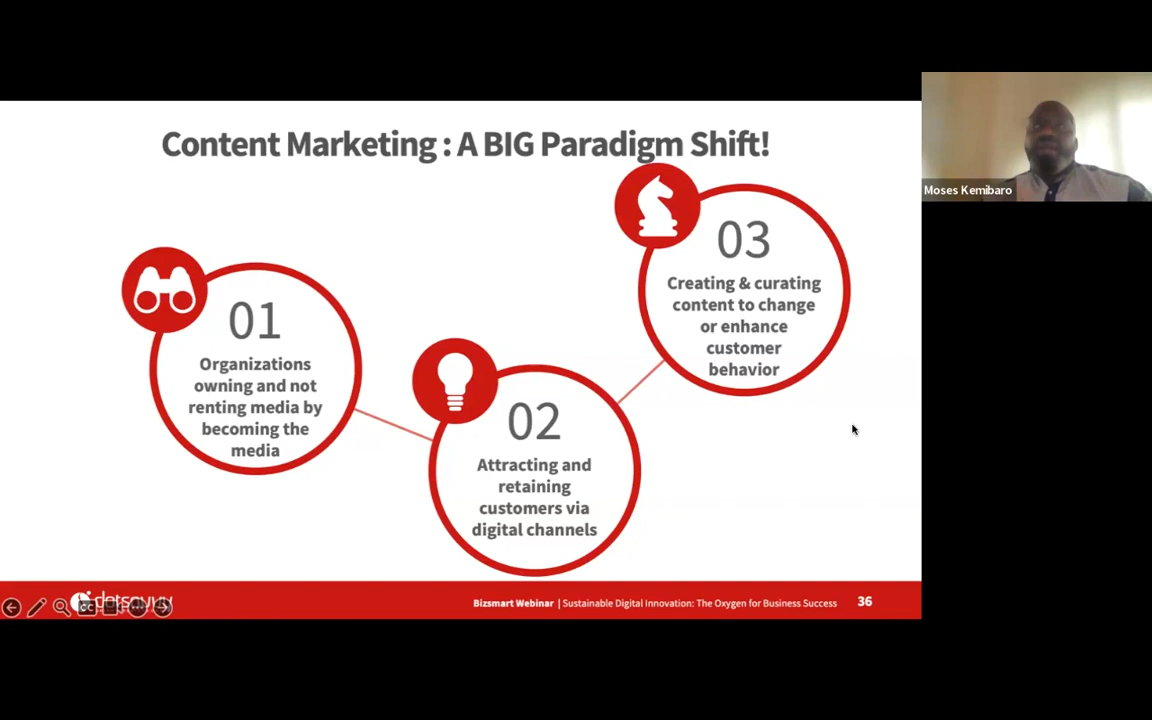 Content Marketing : A BIG Paradigm Shift!
Moses Kemibaro
01
Organizations
owning and not
renting media by
becoming the
media
02
Attracting and
retaining
customers via
digital channels
03
Creating & curating
content to change
or enhance
customer
behavior
dotsavvy
Bizsmart Webinar | Sustainable Digital Innovation: The Oxygen for Business Success
36